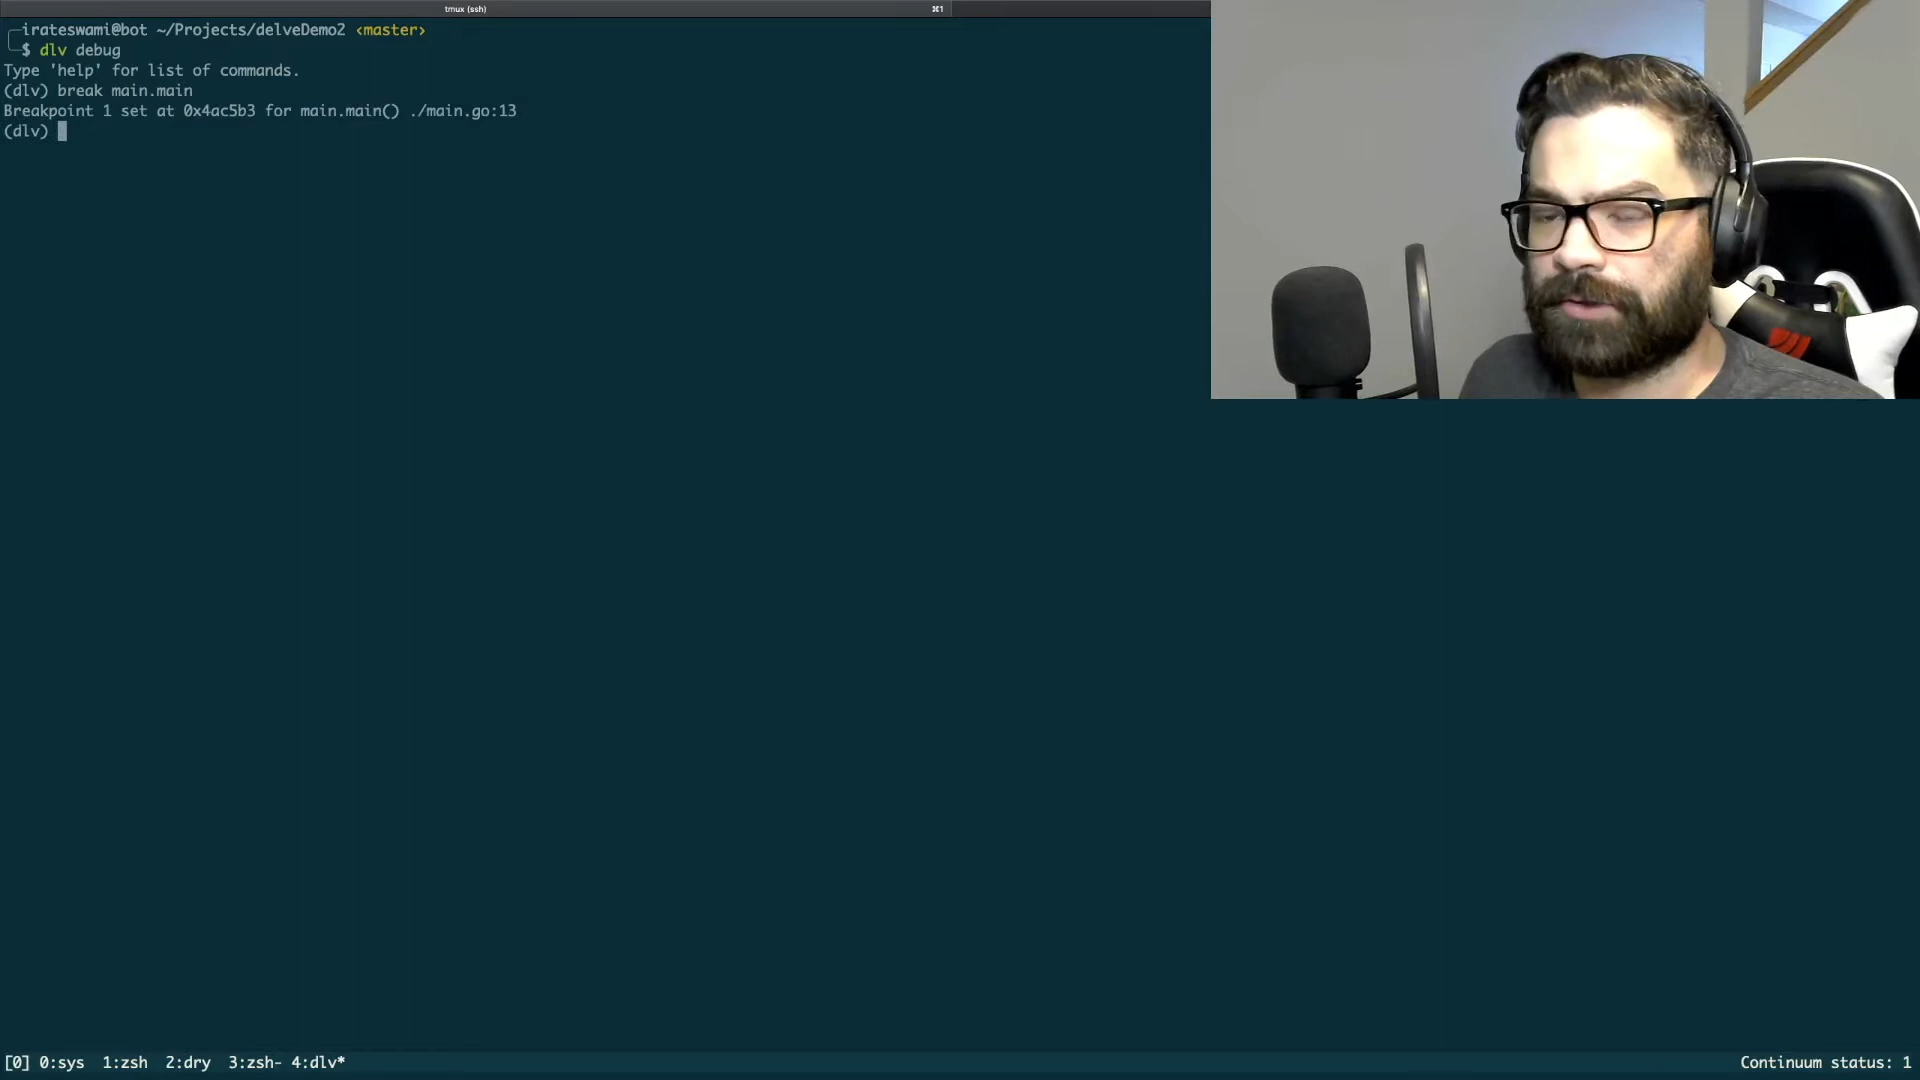 tmux (ssh)
⌘1
irateswami@bot ~/Projects/delveDemo2 ‹master›
$ dlv debug
Type 'help' for list of commands.
(dlv) break main.main
Breakpoint 1 set at 0x4ac5b3 for main.main() ./main.go:13
(dlv)
[0] 0:sys 1:zsh 2:dry 3:zsh- 4:dlv*
Continuum status: 1